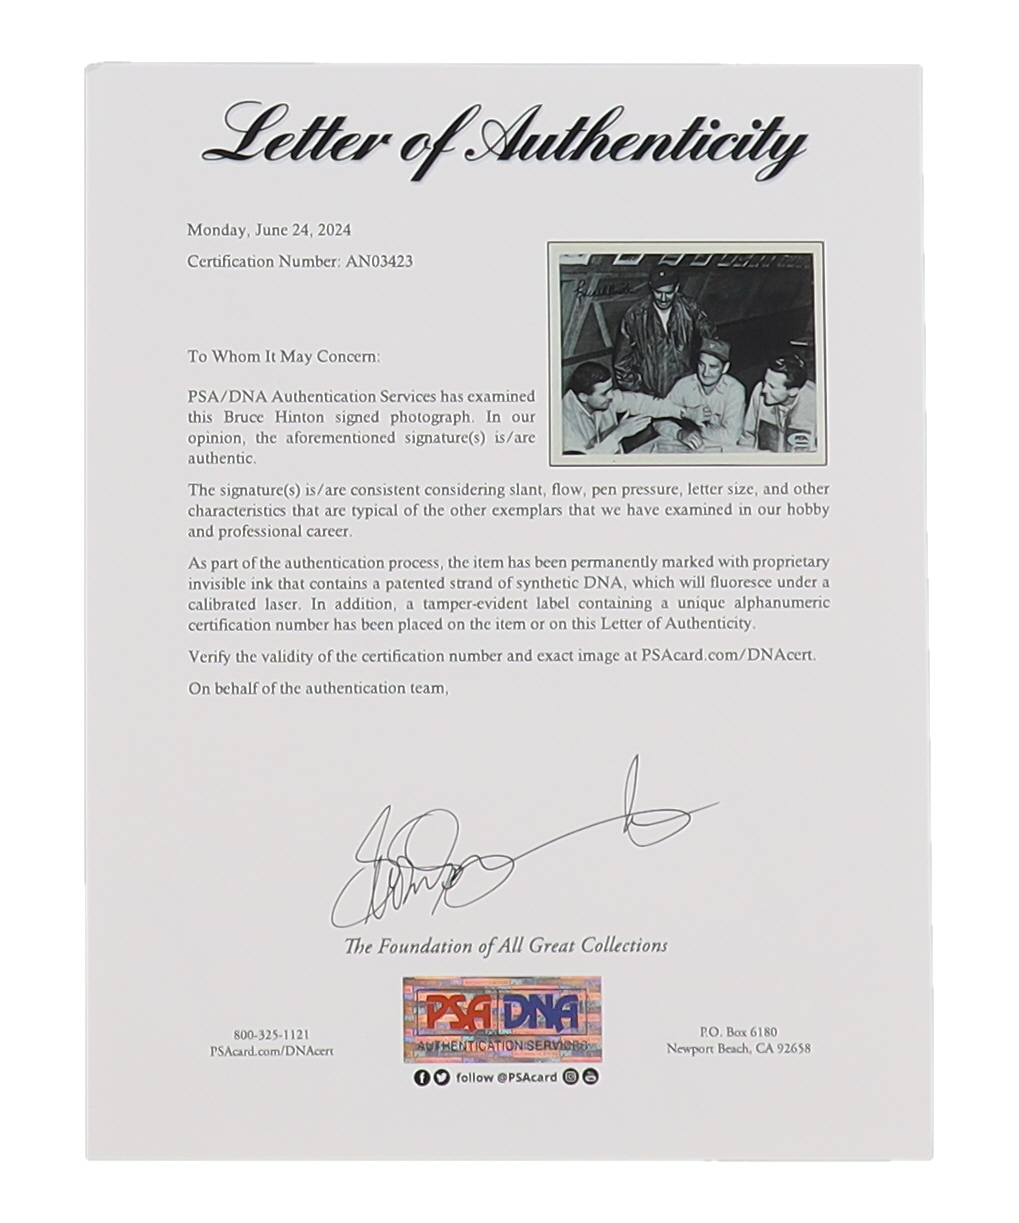 Letter of Authenticity
Monday, June 24, 2024
Certification Number: AN03423
To Whom It May Concern:
PSA/DNA Authentication Services has examined
this Bruce Hinton signed photograph. In our
opinion, the aforementioned signature(s) is/are
authentic.
The signature(s) is/are consistent considering slant, flow, pen pressure, letter size, and other
characteristics that are typical of the other exemplars that we have examined in our hobby
and professional career.
As part of the authentication process, the item has been permanently marked with proprietary
invisible ink that contains a patented strand of synthetic DNA, which will fluoresce under a
calibrated laser. In addition, a tamper-evident label containing a unique alphanumeric
certification number has been placed on the item or on this Letter of Authenticity.
Verify the validity of the certification number and exact image at PSAcard.com/DNAcert.
On behalf of the authentication team,
The Foundation of All Great Collections
PSA DNA
AUTHENTICATION SERVICES
800-325-1121
PSAcard.com/DNAcert
P.O. Box 6180
Newport Beach, CA 92658
follow @PSAcard